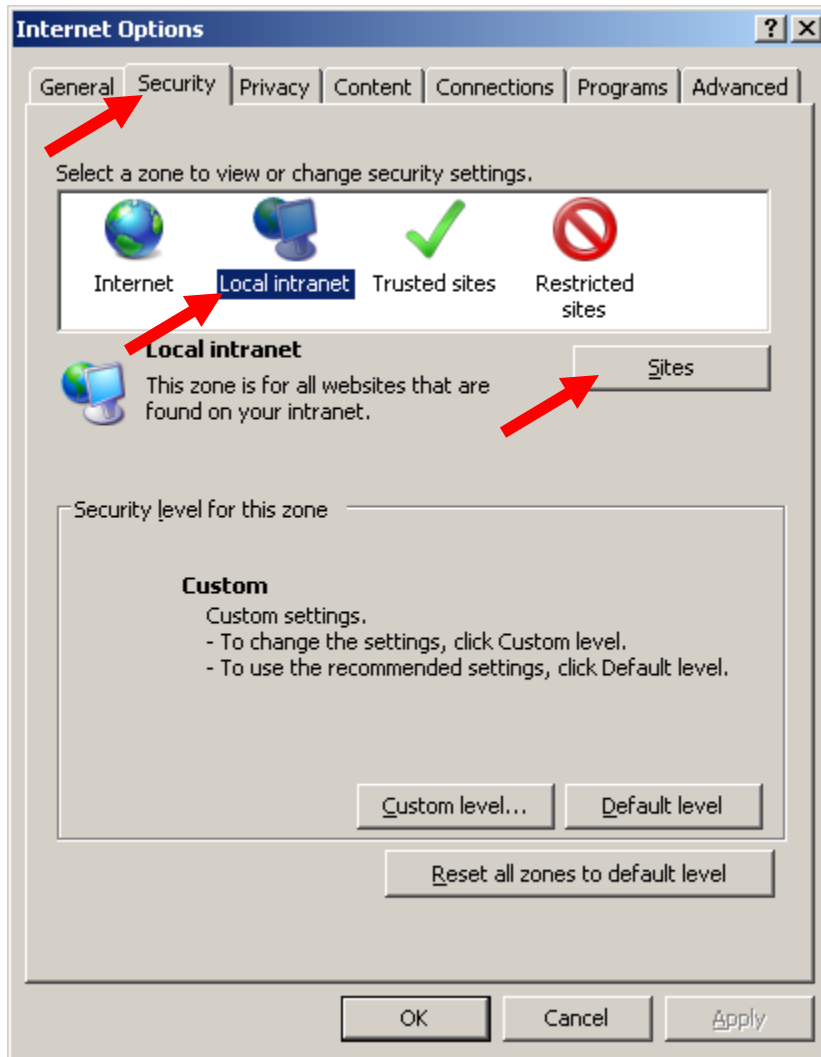 Internet Options
General Security Privacy Content Connections Programs Advanced
Select a zone to view or change security settings.
Internet Local intranet Trusted sites Restricted
sites
Local intranet
Sites
This zone is for all websites that are
found on your intranet.
Security level for this zone
Custom
Custom settings.
- To change the settings, click Custom level.
- To use the recommended settings, click Default level.
Custom level... Default level
Reset all zones to default level
OK Cancel Apply